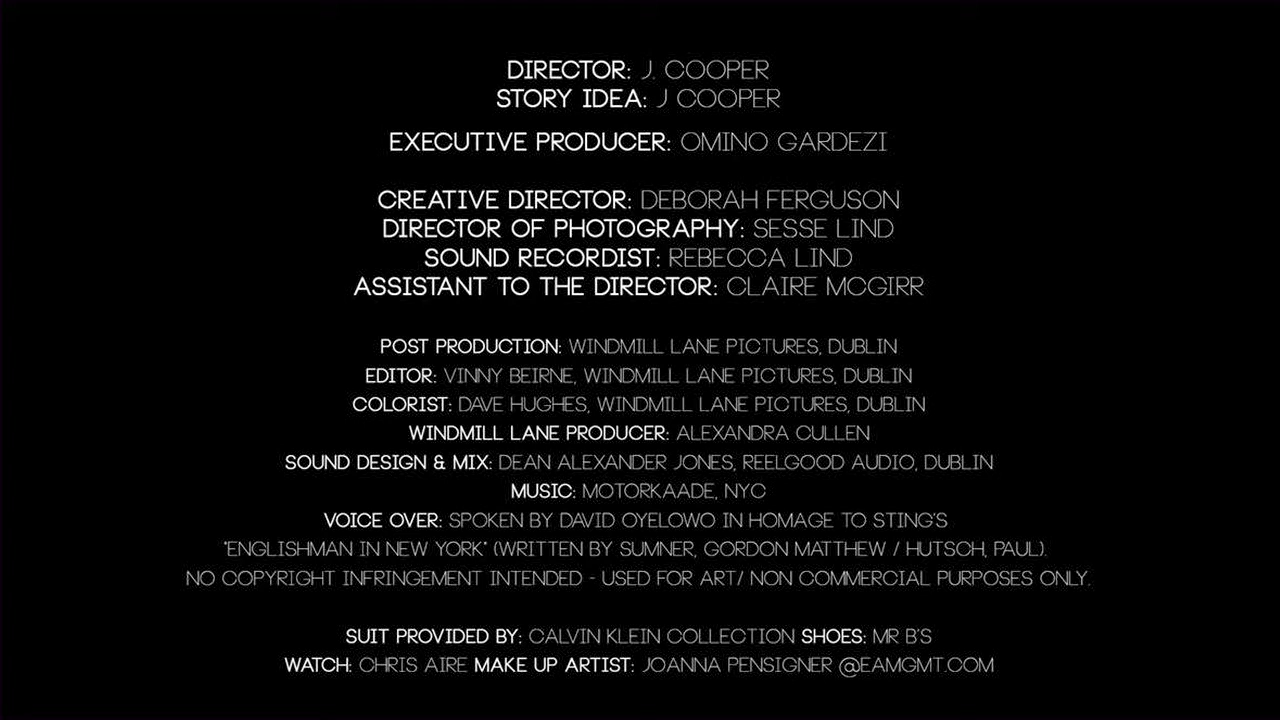 DIRECTOR: J. COOPER
STORY IDEA: J COOPER
EXECUTIVE PRODUCER: OMINO GARDEZI
CREATIVE DIRECTOR: DEBORAH FERGUSON
DIRECTOR OF PHOTOGRAPHY: SESSE LIND
SOUND RECORDIST: REBECCA LIND
ASSISTANT TO THE DIRECTOR: CLAIRE MCGIRR
POST PRODUCTION: WINDMILL LANE PICTURES, DUBLIN
EDITOR: VINNY BEIRNE, WINDMILL LANE PICTURES, DUBLIN
COLORIST: DAVE HUGHES, WINDMILL LANE PICTURES, DUBLIN
WINDMILL LANE PRODUCER: ALEXANDRA CULLEN
SOUND DESIGN & MIX: DEAN ALEXANDER JONES, REELGOOD AUDIO, DUBLIN
MUSIC: MOTORKAADE, NYC
VOICE OVER: SPOKEN BY DAVID OYELOWO IN HOMAGE TO STING'S
"ENGLISHMAN IN NEW YORK" (WRITTEN BY SUMNER, GORDON MATTHEW / HUTSCH, PAUL).
NO COPYRIGHT INFRINGEMENT INTENDED - USED FOR ART/ NON COMMERCIAL PURPOSES ONLY.
SUIT PROVIDED BY: CALVIN KLEIN COLLECTION SHOES: MR B'S
WATCH: CHRIS AIRE MAKE UP ARTIST: JOANNA PENSIGNER @EAMGMT.COM